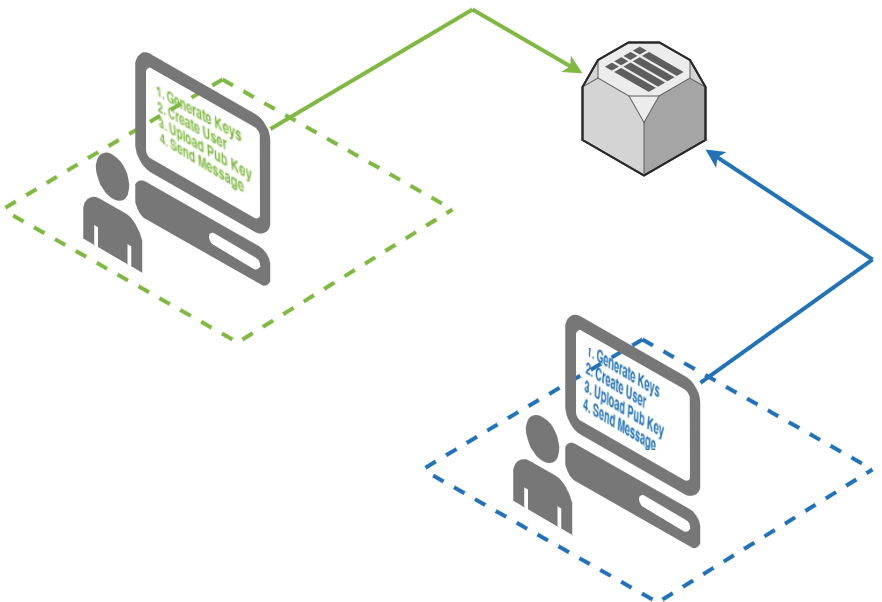 1. Generate Keys
2. Create User
3. Upload Pub Key
4. Send Message
1. Generate Keys
2. Create User
3. Upload Pub Key
4. Send Message